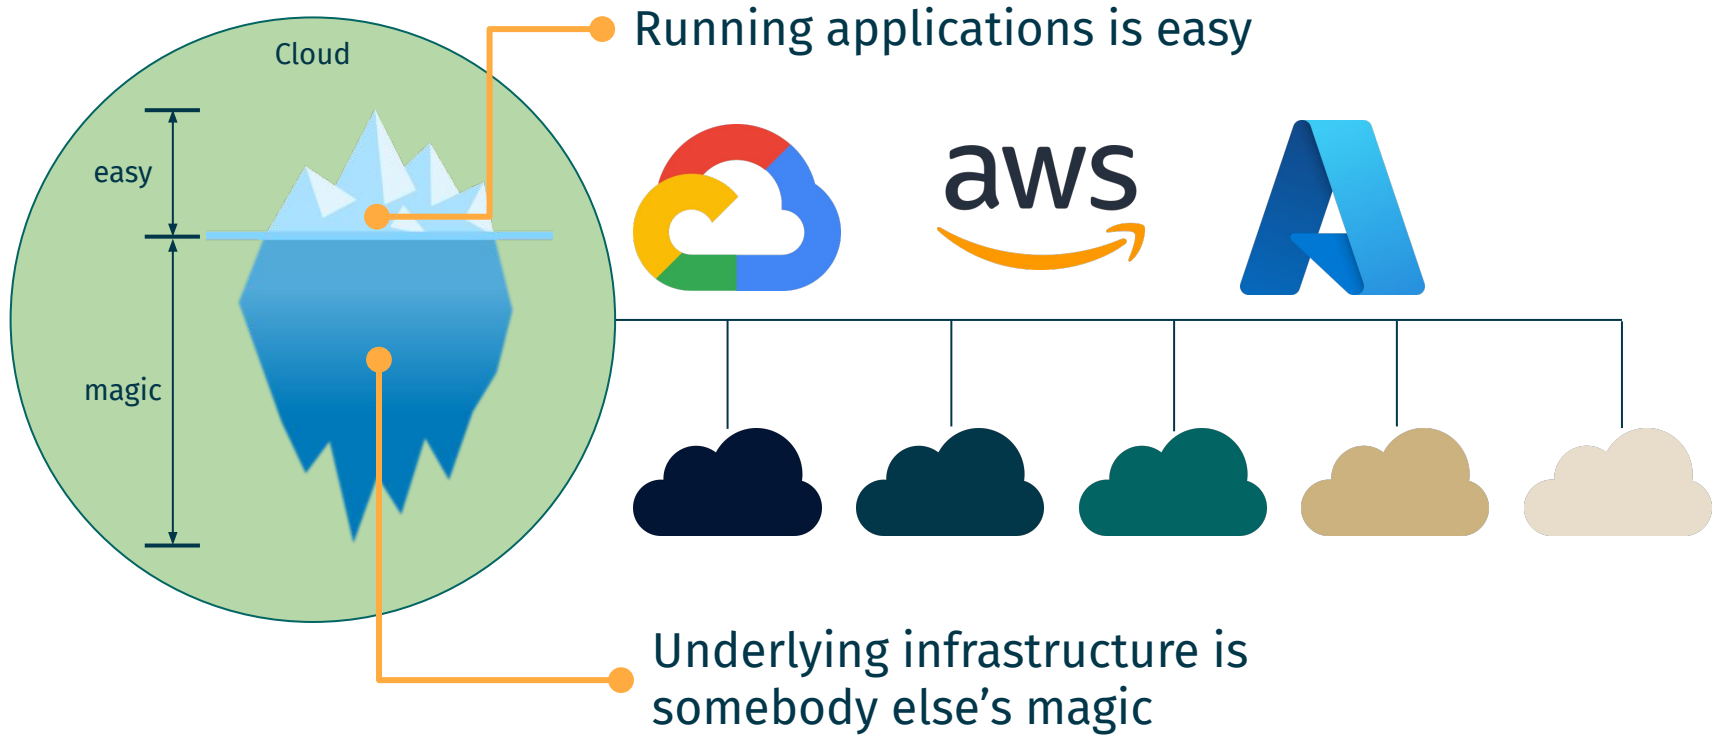 Running applications is easy
Cloud
easy
aws
magic
Underlying infrastructure is
somebody else’s magic